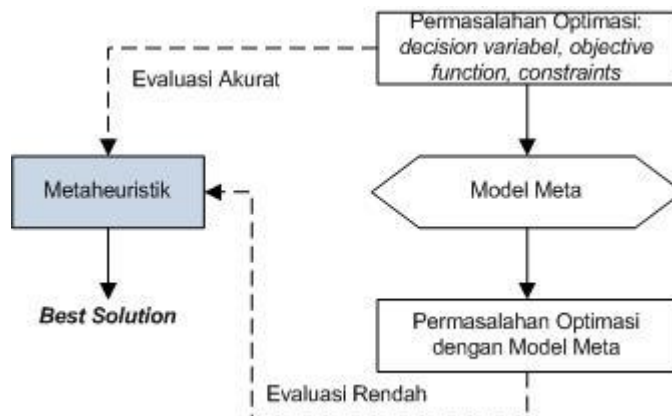 Permasalahan Optimasi:
decision variabel, objective
function, constraints
Evaluasi Akurat
Metaheuristik
Model Meta
Best Solution
Permasalahan Optimasi
dengan Model Meta
Evaluasi Rendah